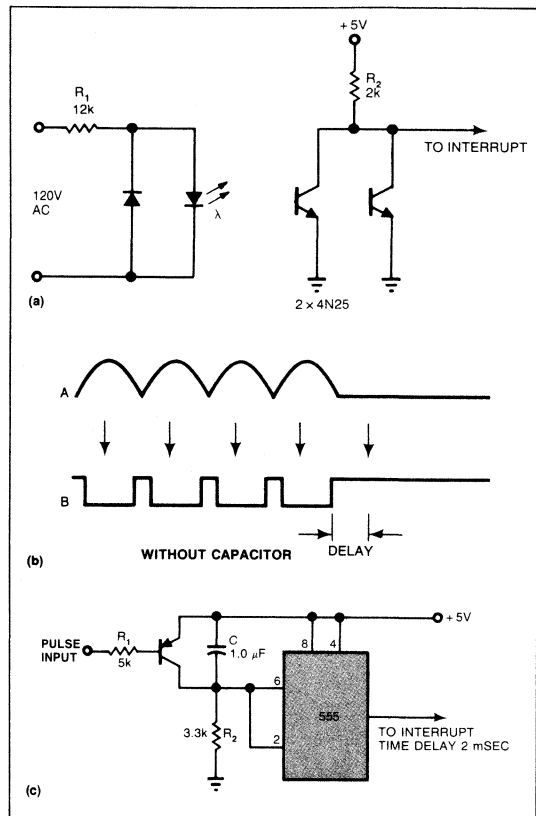 + 5V
R1
12k
R2
2k
TO INTERRUPT
120V
AC
λ
(a)
2 × 4N25
A
B
WITHOUT CAPACITOR
DELAY
(b)
+ 5V
PULSE
INPUT
R1
5k
C
1.0 μF
8
4
6
555
3.3k
R2
2
TO INTERRUPT
TIME DELAY 2 mSEC
(c)